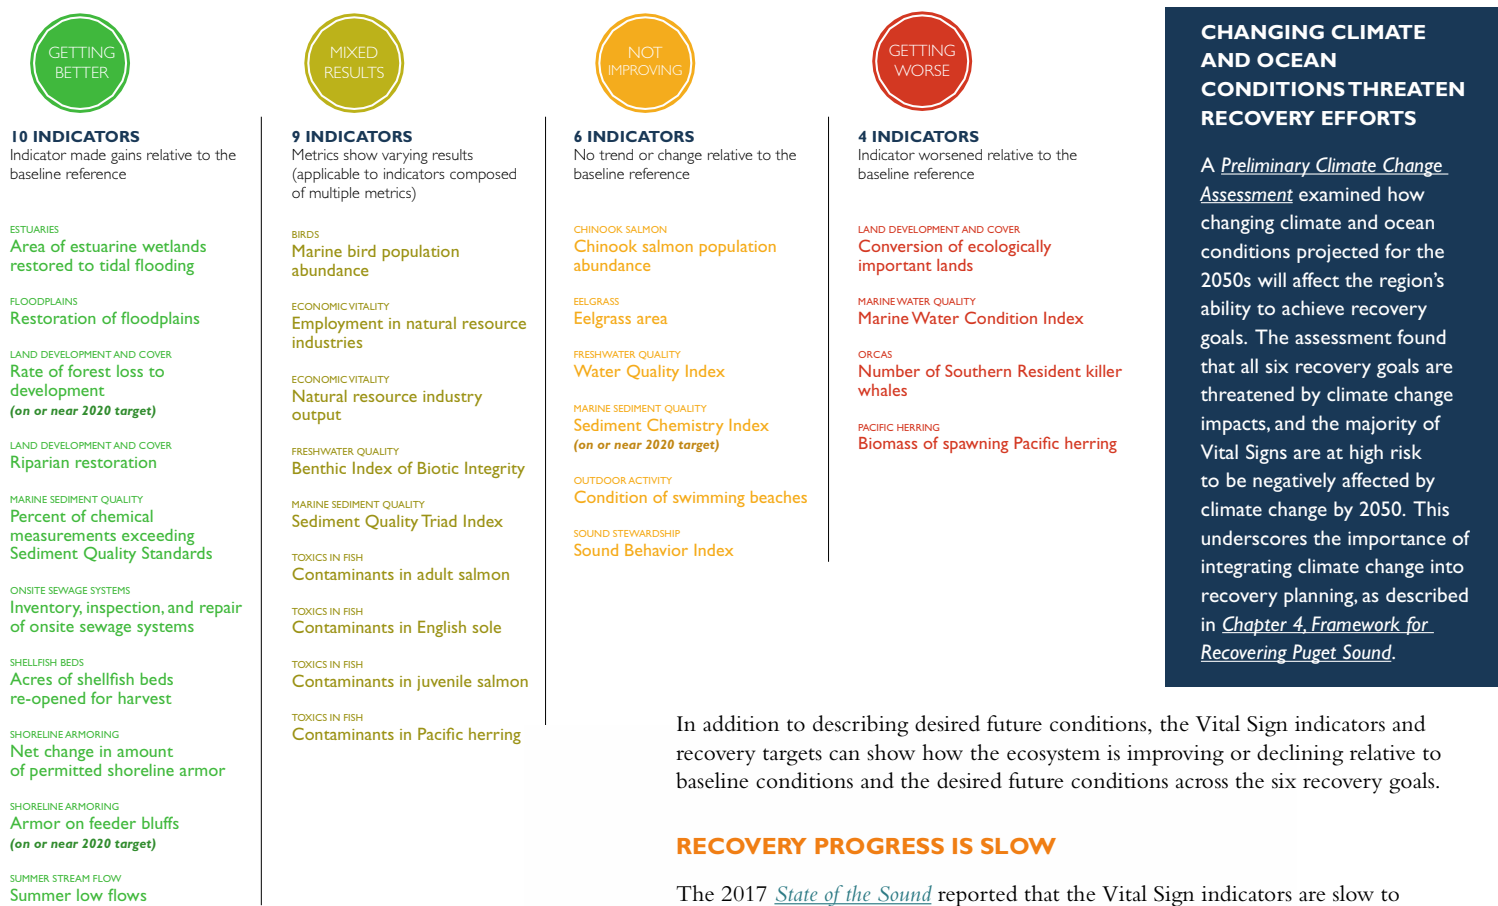 GETTING
BETTER
10 INDICATORS
Indicator made gains relative to the
baseline reference
ESTUARIES
Area of estuarine wetlands
restored to tidal flooding
FLOODPLAINS
Restoration of floodplains
LAND DEVELOPMENT AND COVER
Rate of forest loss to
development
(on or near 2020 target)
LAND DEVELOPMENT AND COVER
Riparian restoration
MARINE SEDIMENT QUALITY
Percent of chemical
measurements exceeding
Sediment Quality Standards
ONSITE SEWAGE SYSTEMS
Inventory, inspection, and repair
of onsite sewage systems
SHELLFISH BEDS
Acres of shellfish beds
re-opened for harvest
SHORELINE ARMORING
Net change in amount
of permitted shoreline armor
SHORELINE ARMORING
Armor on feeder bluffs
(on or near 2020 target)
SUMMER STREAM FLOW
Summer low flows
MIXED
RESULTS
9 INDICATORS
Metrics show varying results
(applicable to indicators composed
of multiple metrics)
BIRDS
Marine bird population
abundance
ECONOMIC VITALITY
Employment in natural resource
industries
ECONOMIC VITALITY
Natural resource industry
output
FRESHWATER QUALITY
Benthic Index of Biotic Integrity
MARINE SEDIMENT QUALITY
Sediment Quality Triad Index
TOXICS IN FISH
Contaminants in adult salmon
TOXICS IN FISH
Contaminants in English sole
TOXICS IN FISH
Contaminants in juvenile salmon
TOXICS IN FISH
Contaminants in Pacific herring
NOT
IMPROVING
6 INDICATORS
No trend or change relative to the
baseline reference
CHINOOK SALMON
Chinook salmon population
abundance
EELGRASS
Eelgrass area
FRESHWATER QUALITY
Water Quality Index
MARINE SEDIMENT QUALITY
Sediment Chemistry Index
(on or near 2020 target)
OUTDOOR ACTIVITY
Condition of swimming beaches
SOUND STEWARDSHIP
Sound Behavior Index
GETTING
WORSE
4 INDICATORS
Indicator worsened relative to the
baseline reference
LAND DEVELOPMENT AND COVER
Conversion of ecologically
important lands
MARINE WATER QUALITY
Marine Water Condition Index
ORCAS
Number of Southern Resident killer
whales
PACIFIC HERRING
Biomass of spawning Pacific herring
CHANGING CLIMATE
AND OCEAN
CONDITIONS THREATEN
RECOVERY EFFORTS
A Preliminary Climate Change
Assessment examined how
changing climate and ocean
conditions projected for the
2050s will affect the region's
ability to achieve recovery
goals. The assessment found
that all six recovery goals are
threatened by climate change
impacts, and the majority of
Vital Signs are at high risk
to be negatively affected by
climate change by 2050. This
underscores the importance of
integrating climate change into
recovery planning, as described
in Chapter 4, Framework for
Recovering Puget Sound.
In addition to describing desired future conditions, the Vital Sign indicators and
recovery targets can show how the ecosystem is improving or declining relative to
baseline conditions and the desired future conditions across the six recovery goals.
RECOVERY PROGRESS IS SLOW
The 2017 State of the Sound reported that the Vital Sign indicators are slow to